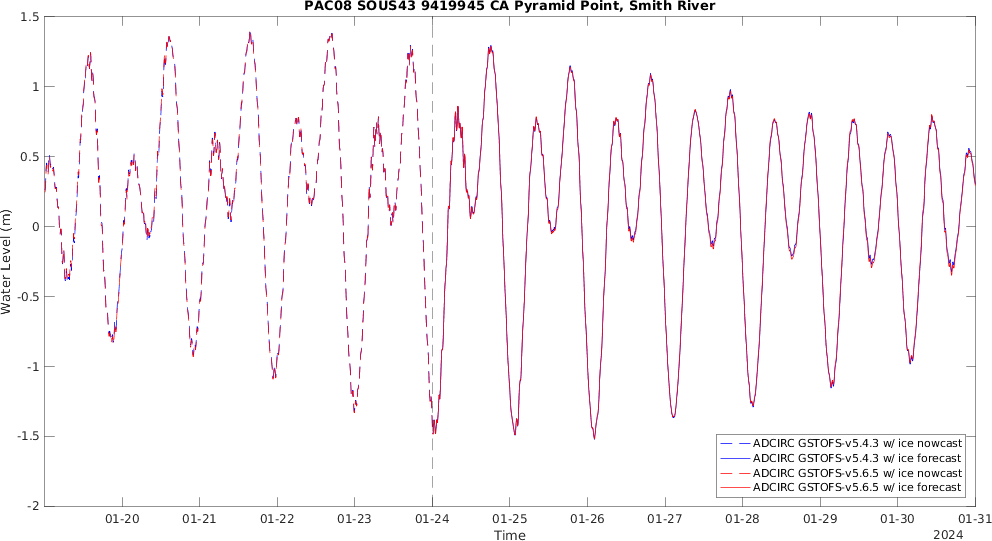 PAC08 SOUS43 9419945 CA Pyramid Point, Smith River
1.5
1
0.5
0
-0.5
-1
-1.5
-2
Water Level (m)
01-20 01-21 01-22 01-23 01-24 01-25 01-26 01-27 01-28 01-29 01-30 01-31
Time
2024
ADCIRC GSTOFS-v5.4.3 w/ ice nowcast
ADCIRC GSTOFS-v5.4.3 w/ ice forecast
ADCIRC GSTOFS-v5.6.5 w/ ice nowcast
ADCIRC GSTOFS-v5.6.5 w/ ice forecast